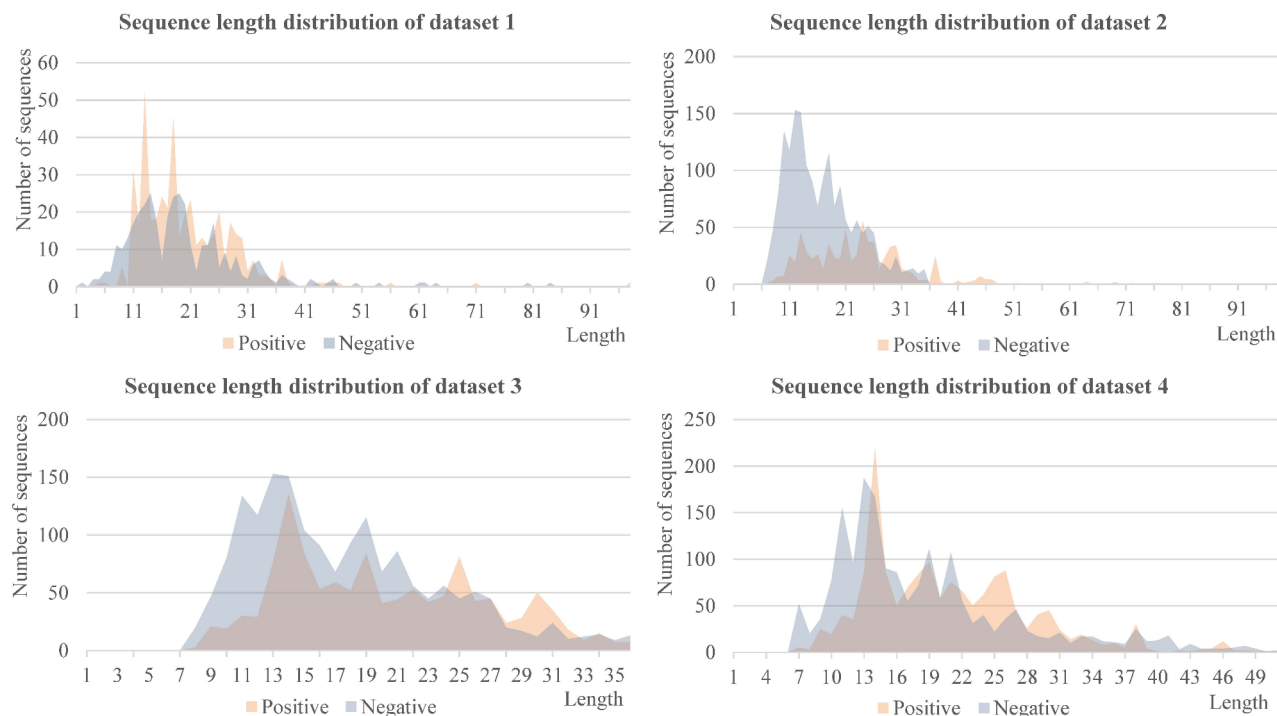 Sequence length distribution of dataset 1
Number of sequences
60
50
40
30
20
10
0
1 11 21 31 41 51 61 71 81 91
Length
Positive Negative
Sequence length distribution of dataset 2
Number of sequences
200
150
100
50
0
1 11 21 31 41 51 61 71 81 91
Length
Positive Negative
Sequence length distribution of dataset 3
Number of sequences
200
150
100
50
0
1 3 5 7 9 11 13 15 17 19 21 23 25 27 29 31 33 35
Length
Positive Negative
Sequence length distribution of dataset 4
Number of sequences
250
200
150
100
50
0
1 4 7 10 13 16 19 22 25 28 31 34 37 40 43 46 49
Length
Positive Negative